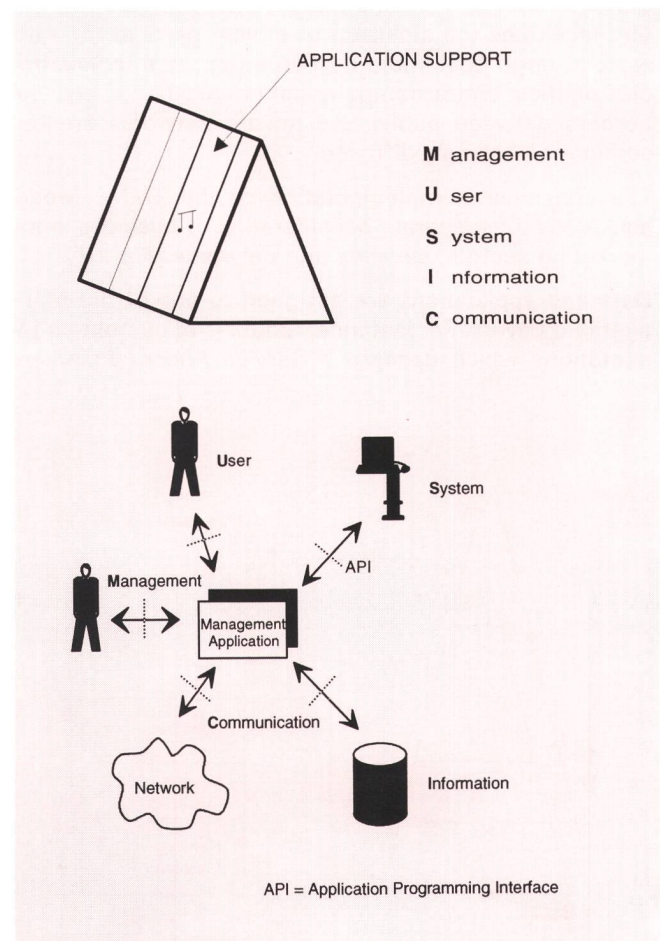 APPLICATION SUPPORT
M anagement
U ser
S ystem
I nformation
C ommunication
User
System
API
Management
Management
Application
Communication
Network
Information
API = Application Programming Interface